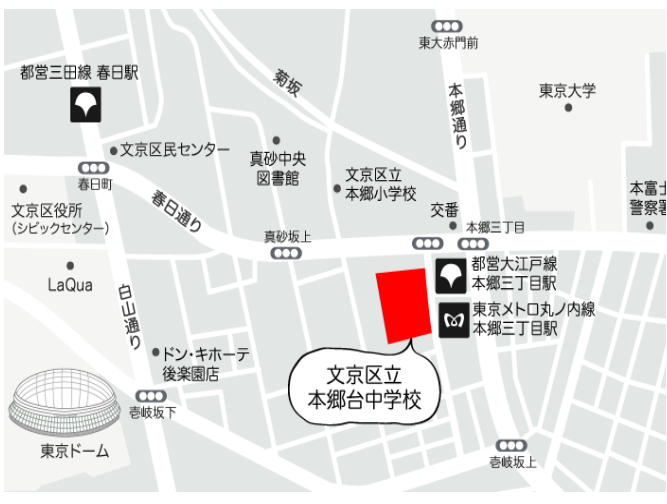 東大赤門前
都営三田線 春日駅
菊坂
本郷通り
東京大学
文京区民センター
真砂中央
図書館
春日町
文京区立
本郷小学校
本富士
警察署
文京区役所
(シビックセンター)
春日通り
交番
本郷三丁目
真砂坂上
LaQua
都営大江戸線
本郷三丁目駅
白山通り
東京メトロ丸ノ内線
本郷三丁目駅
ドン・キホーテ
後楽園店
文京区立
本郷台中学校
壱岐坂下
東京ドーム
壱岐坂上